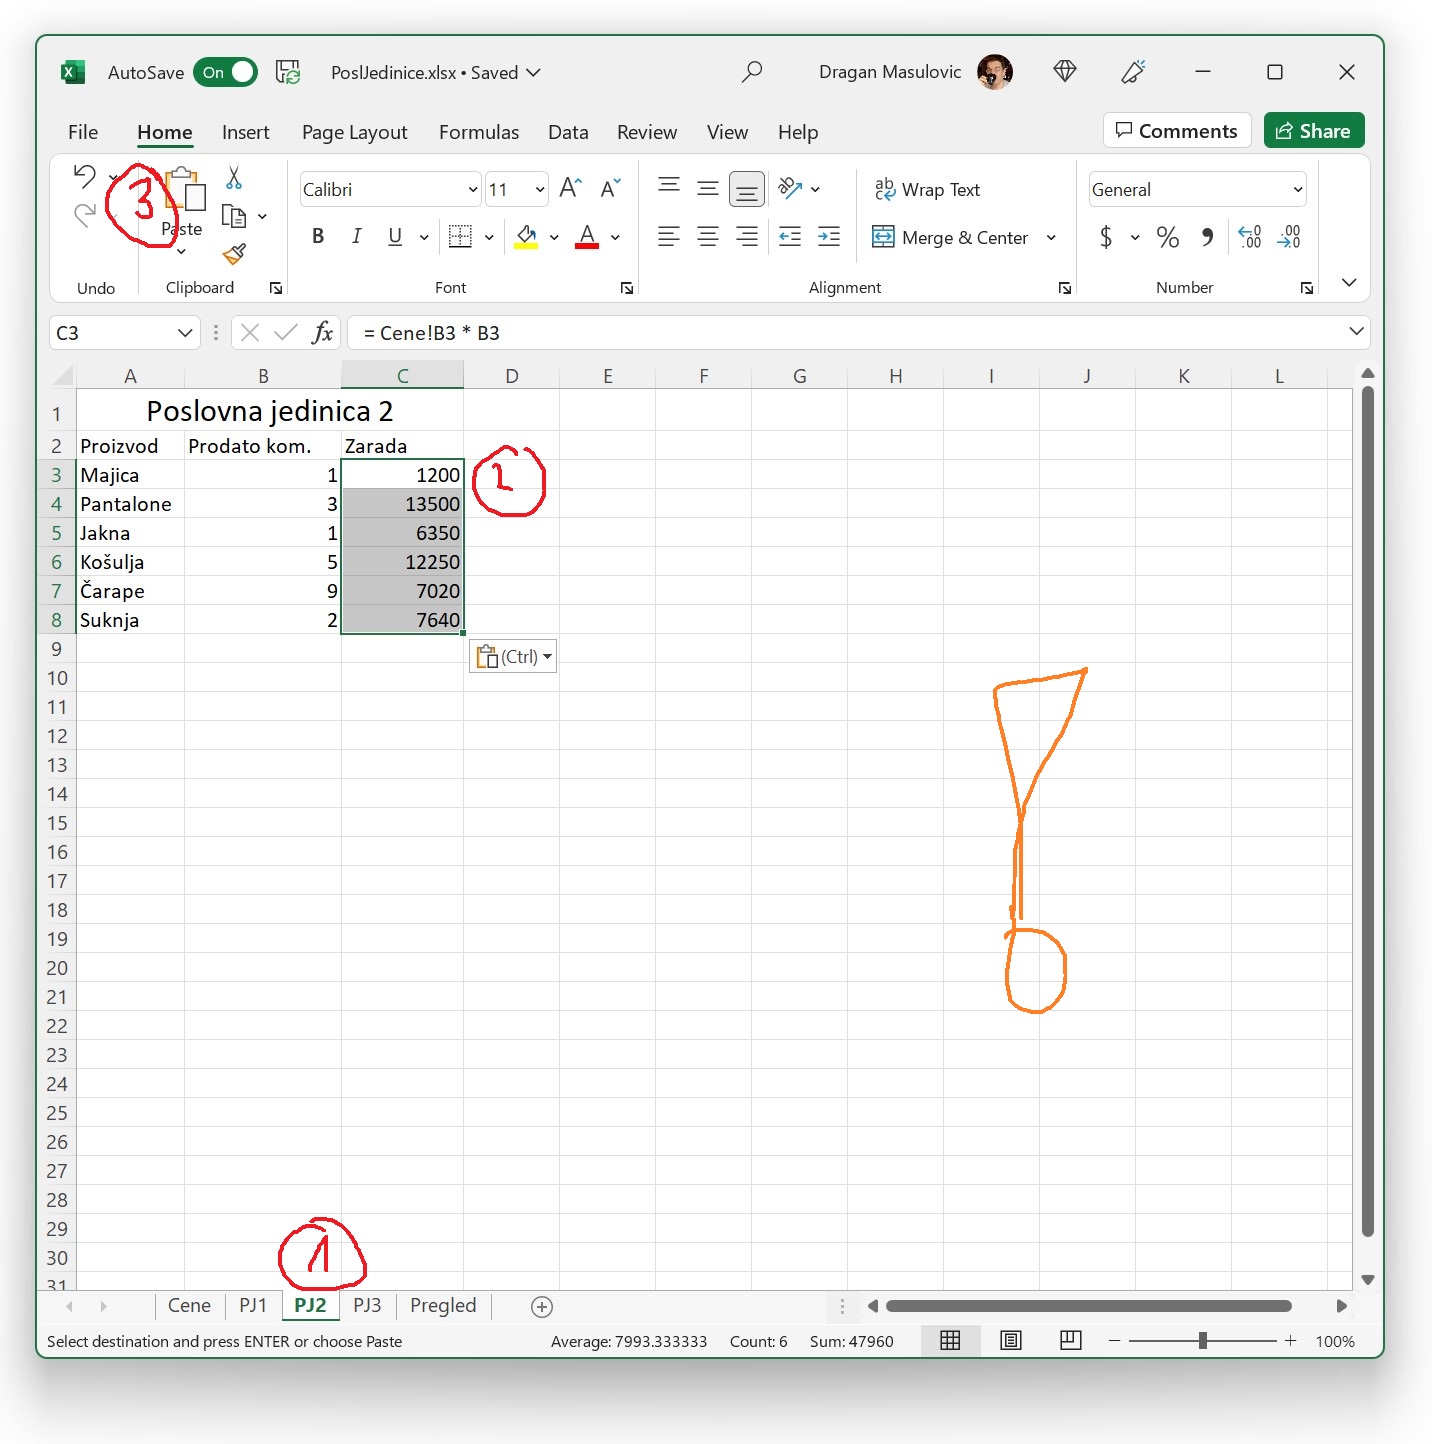 AutoSave On PoslJedinice.xlsx • Saved Dragan Masulovic
File Home Insert Page Layout Formulas Data Review View Help Comments Share
3
Paste
Calibri 11 A A
ab Wrap Text
General
B I U A
Merge & Center
$ % , .00 .00
Undo Clipboard Font Alignment Number
C3 fx = Cene!B3 * B3
A B C D E F G H I J K L
1 Poslovna jedinica 2
2 Proizvod Prodato kom. Zarada
3 Majica 1 1200
2
4 Pantalone 3 13500
5 Jakna 1 6350
6 Košulja 5 12250
7 Čarape 9 7020
8 Suknja 2 7640
9
(Ctrl)
10
11
12
13
14
15
16
17
18
19
20
21
22
23
24
25
26
27
28
29
30
1
31
Cene PJ1 PJ2 PJ3 Pregled
Select destination and press ENTER or choose Paste Average: 7993.333333 Count: 6 Sum: 47960 100%